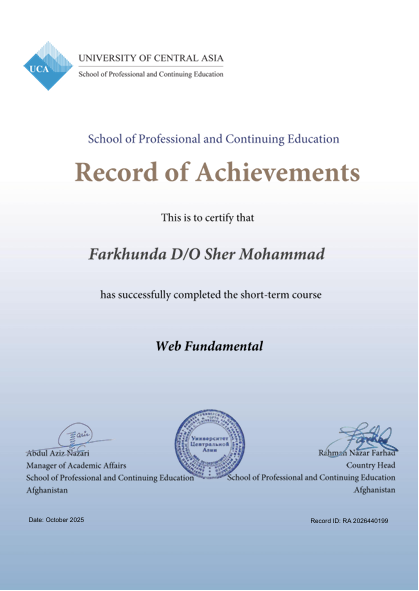 UCA
UNIVERSITY OF CENTRAL ASIA
School of Professional and Continuing Education
School of Professional and Continuing Education
Record of Achievements
This is to certify that
Farkhunda D/O Sher Mohammad
has successfully completed the short-term course
Web Fundamental
Университет
Центральной
Азии
Abdul Aziz Nazari
Manager of Academic Affairs
School of Professional and Continuing Education
Afghanistan
Rahman Nazar Farhad
Country Head
School of Professional and Continuing Education
Afghanistan
Date: October 2025
Record ID: RA 2026440199